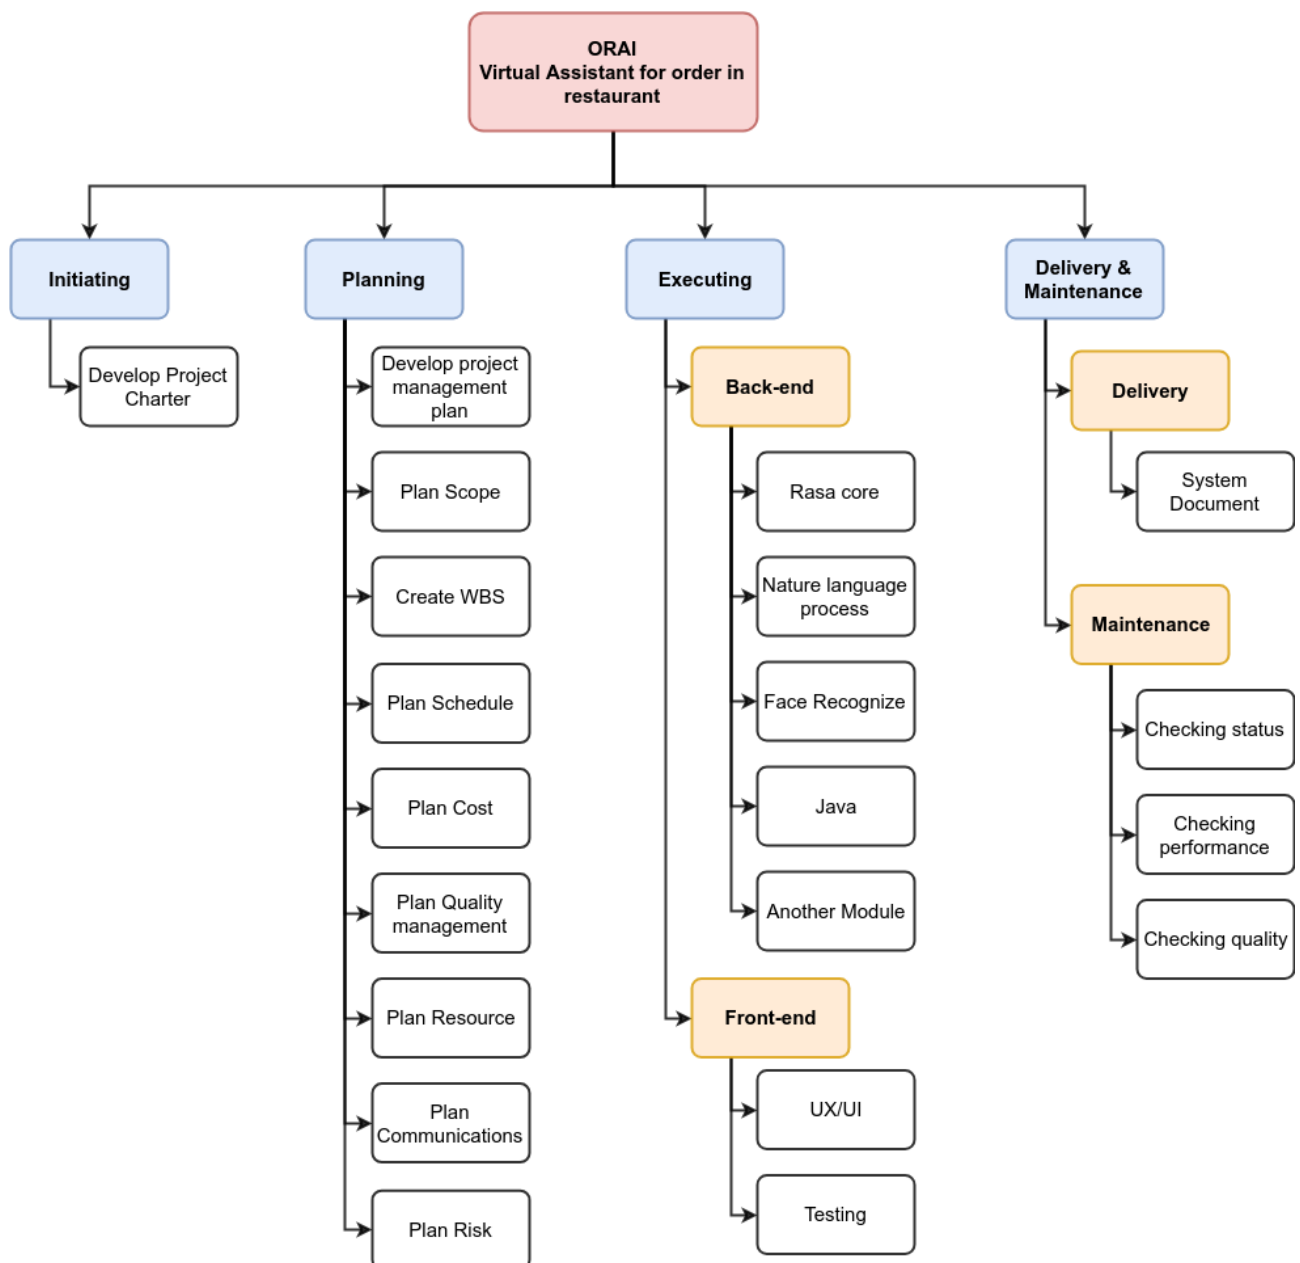 ORAI
Virtual Assistant for order in
restaurant
Initiating
Develop Project
Charter
Planning
Develop project
management
plan
Plan Scope
Create WBS
Plan Schedule
Plan Cost
Plan Quality
management
Plan Resource
Plan
Communications
Plan Risk
Executing
Back-end
Rasa core
Nature language
process
Face Recognize
Java
Another Module
Front-end
UX/UI
Testing
Delivery &
Maintenance
Delivery
System
Document
Maintenance
Checking status
Checking
performance
Checking quality